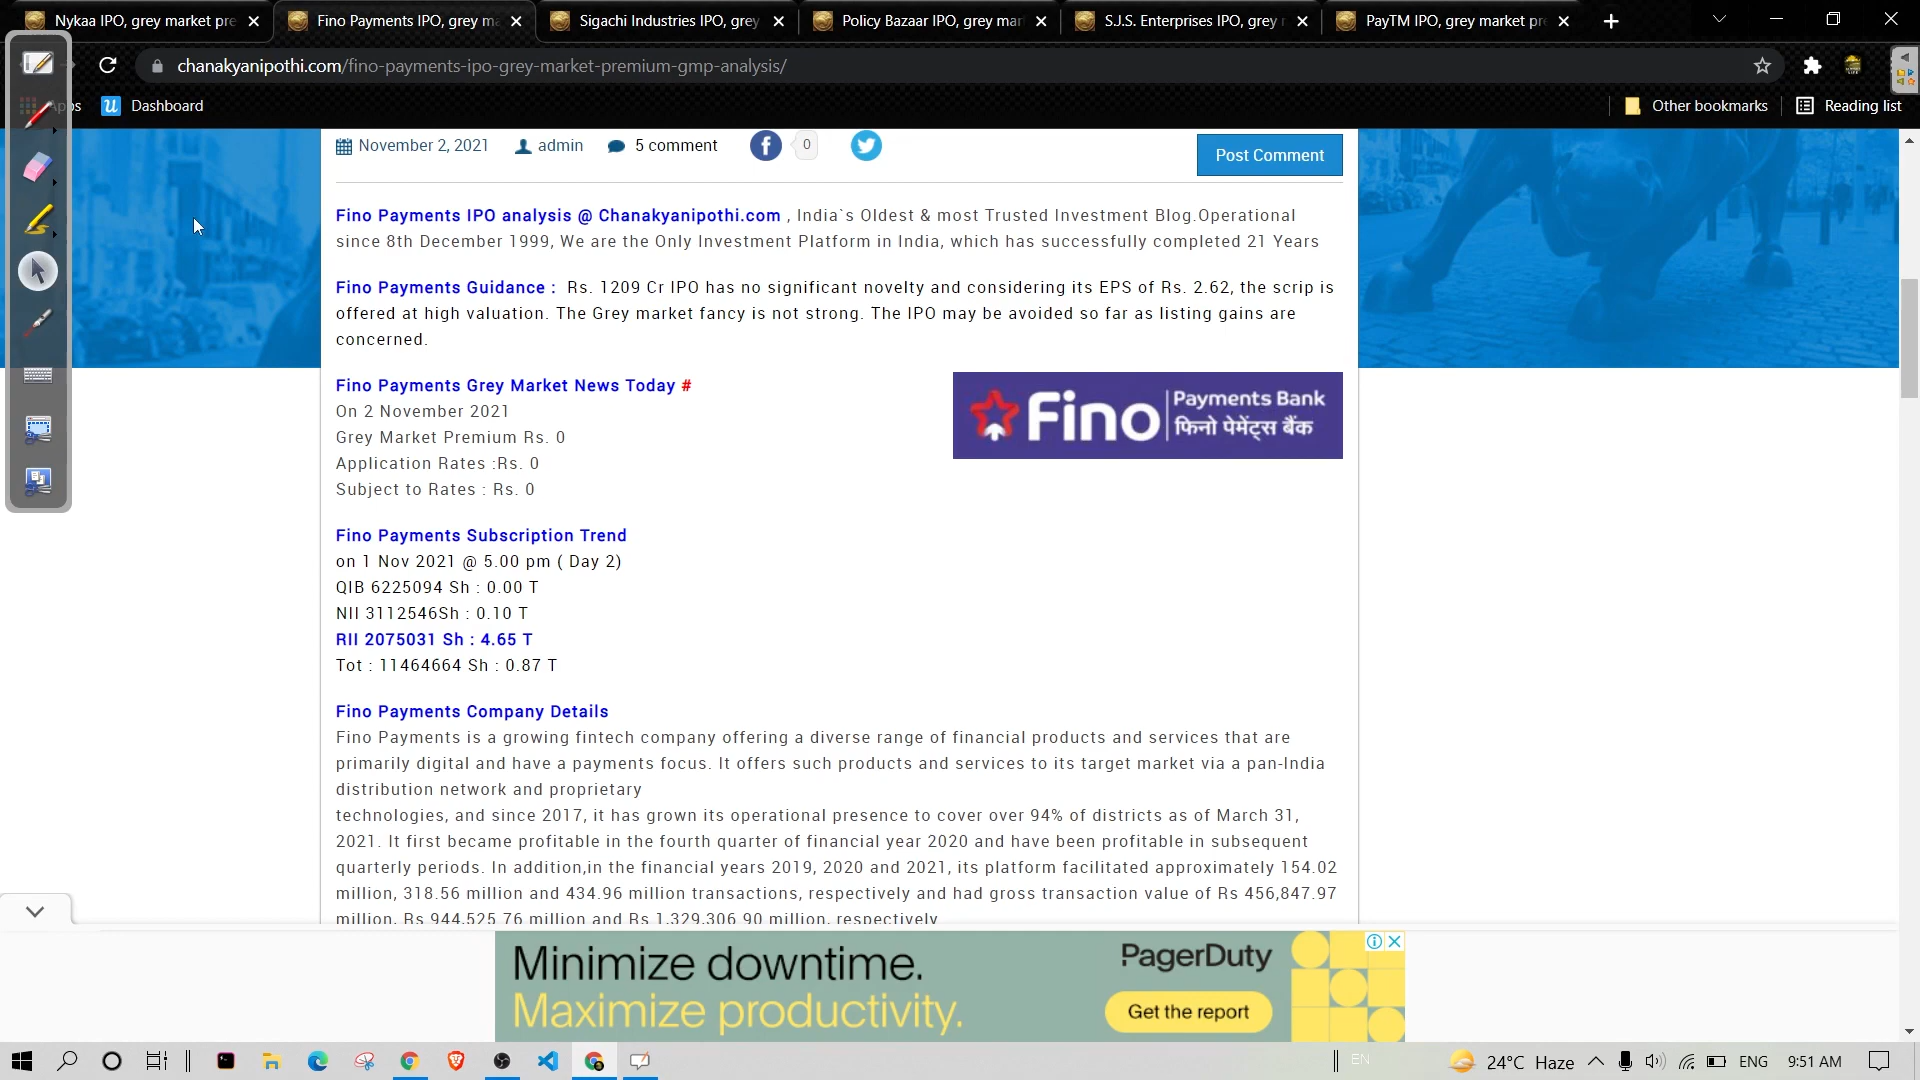 Nykaa IPO, grey market pre
Fino Payments IPO, grey ma
Sigachi Industries IPO, grey
Policy Bazaar IPO, grey mar
S.J.S. Enterprises IPO, grey
PayTM IPO, grey market pre
chanakyanipothi.com/fino-payments-ipo-grey-market-premium-gmp-analysis/
Dashboard
Other bookmarks
Reading list
November 2, 2021 admin 5 comment 0
Post Comment
Fino Payments IPO analysis @ Chanakyanipothi.com , India`s Oldest & most Trusted Investment Blog.Operational
since 8th December 1999, We are the Only Investment Platform in India, which has successfully completed 21 Years
Fino Payments Guidance : Rs. 1209 Cr IPO has no significant novelty and considering its EPS of Rs. 2.62, the scrip is
offered at high valuation. The Grey market fancy is not strong. The IPO may be avoided so far as listing gains are
concerned.
Fino Payments Grey Market News Today #
On 2 November 2021
Grey Market Premium Rs. 0
Application Rates :Rs. 0
Subject to Rates : Rs. 0
Fino
Payments Bank
फिनो पेमेंट्स बैंक
Fino Payments Subscription Trend
on 1 Nov 2021 @ 5.00 pm ( Day 2)
QIB 6225094 Sh : 0.00 T
NII 3112546Sh : 0.10 T
RII 2075031 Sh : 4.65 T
Tot : 11464664 Sh : 0.87 T
Fino Payments Company Details
Fino Payments is a growing fintech company offering a diverse range of financial products and services that are
primarily digital and have a payments focus. It offers such products and services to its target market via a pan-India
distribution network and proprietary
technologies, and since 2017, it has grown its operational presence to cover over 94% of districts as of March 31,
2021. It first became profitable in the fourth quarter of financial year 2020 and have been profitable in subsequent
quarterly periods. In addition,in the financial years 2019, 2020 and 2021, its platform facilitated approximately 154.02
million, 318.56 million and 434.96 million transactions, respectively and had gross transaction value of Rs 456,847.97
million, Rs 944,525.76 million and Rs 1,329,306.90 million, respectively
Minimize downtime.
Maximize productivity.
PagerDuty
Get the report
EN
24°C Haze
ENG
9:51 AM